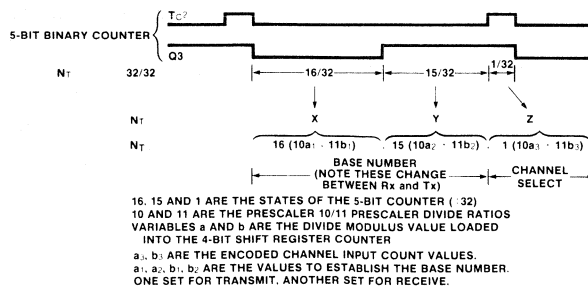 Tc2
5-BIT BINARY COUNTER
Q3
NT 32/32 16/32 15/32 1/32
NT X Y Z
NT 16 (10a1 · 11b1) 15 (10a2 · 11b2) 1 (10a3 · 11b3)
BASE NUMBER
(NOTE THESE CHANGE
BETWEEN Rx and Tx)
CHANNEL
SELECT
16. 15 AND 1 ARE THE STATES OF THE 5-BIT COUNTER (:32)
10 AND 11 ARE THE PRESCALER 10/11 PRESCALER DIVIDE RATIOS
VARIABLES a AND b ARE THE DIVIDE MODULUS VALUE LOADED
INTO THE 4-BIT SHIFT REGISTER COUNTER
a3, b3 ARE THE ENCODED CHANNEL INPUT COUNT VALUES.
a1, a2, b1, b2 ARE THE VALUES TO ESTABLISH THE BASE NUMBER.
ONE SET FOR TRANSMIT, ANOTHER SET FOR RECEIVE.